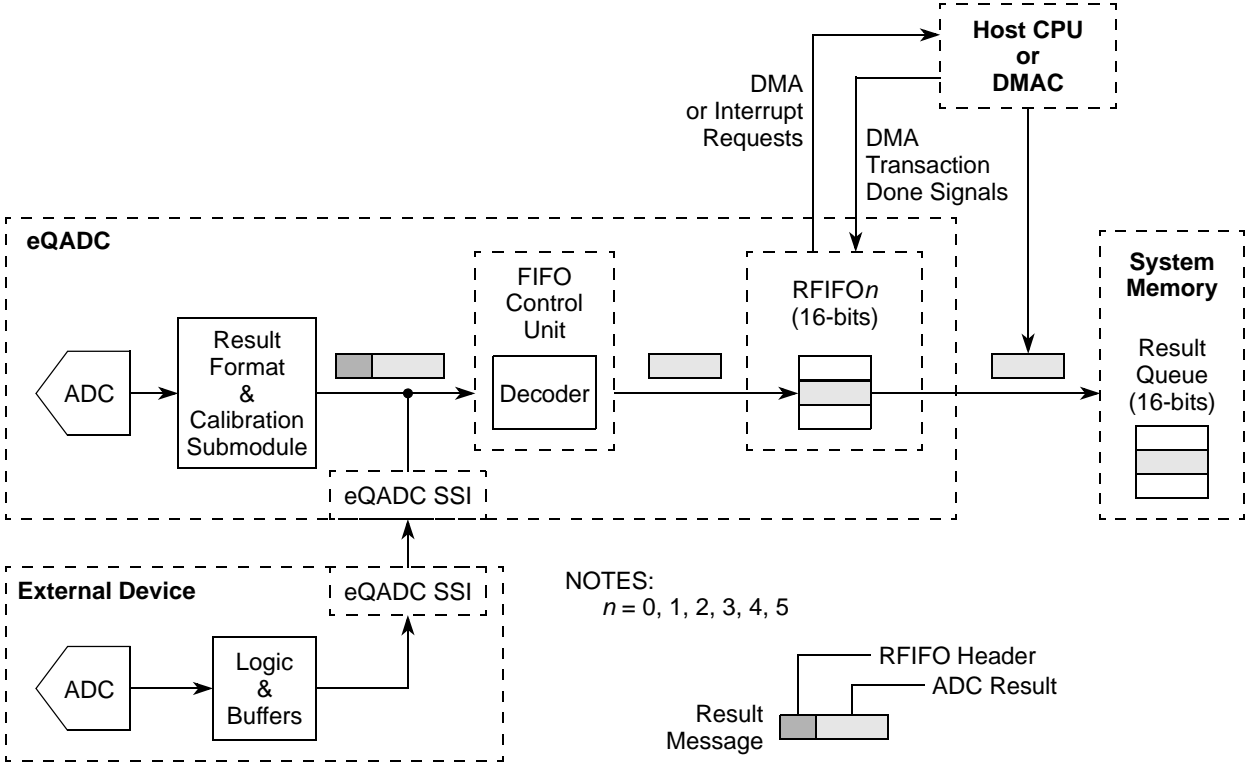 Host CPU
or
DMAC
DMA
or Interrupt
Requests
DMA
Transaction
Done Signals
eQADC
ADC
Result
Format
&
Calibration
Submodule
FIFO
Control
Unit
Decoder
RFIFOn
(16-bits)
System
Memory
Result
Queue
(16-bits)
eQADC SSI
External Device
eQADC SSI
ADC
Logic
&
Buffers
NOTES:
n = 0, 1, 2, 3, 4, 5
RFIFO Header
ADC Result
Result
Message